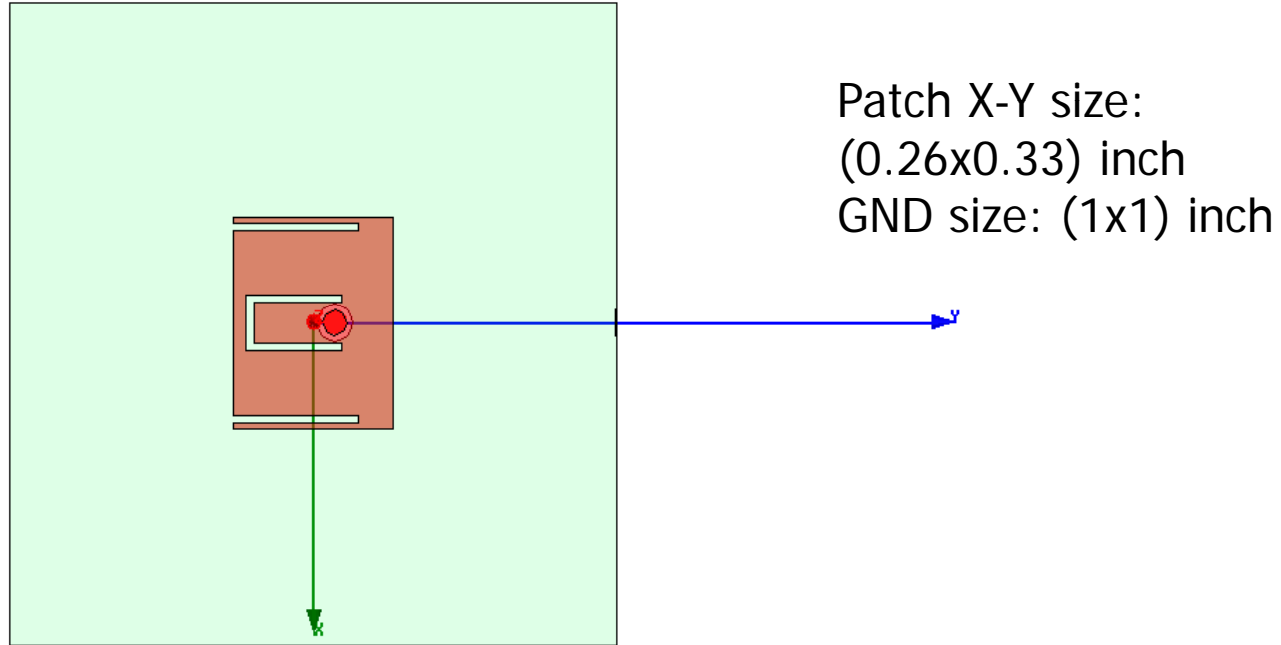 Patch X-Y size:
(0.26x0.33) inch
GND size: (1x1) inch
Y
X